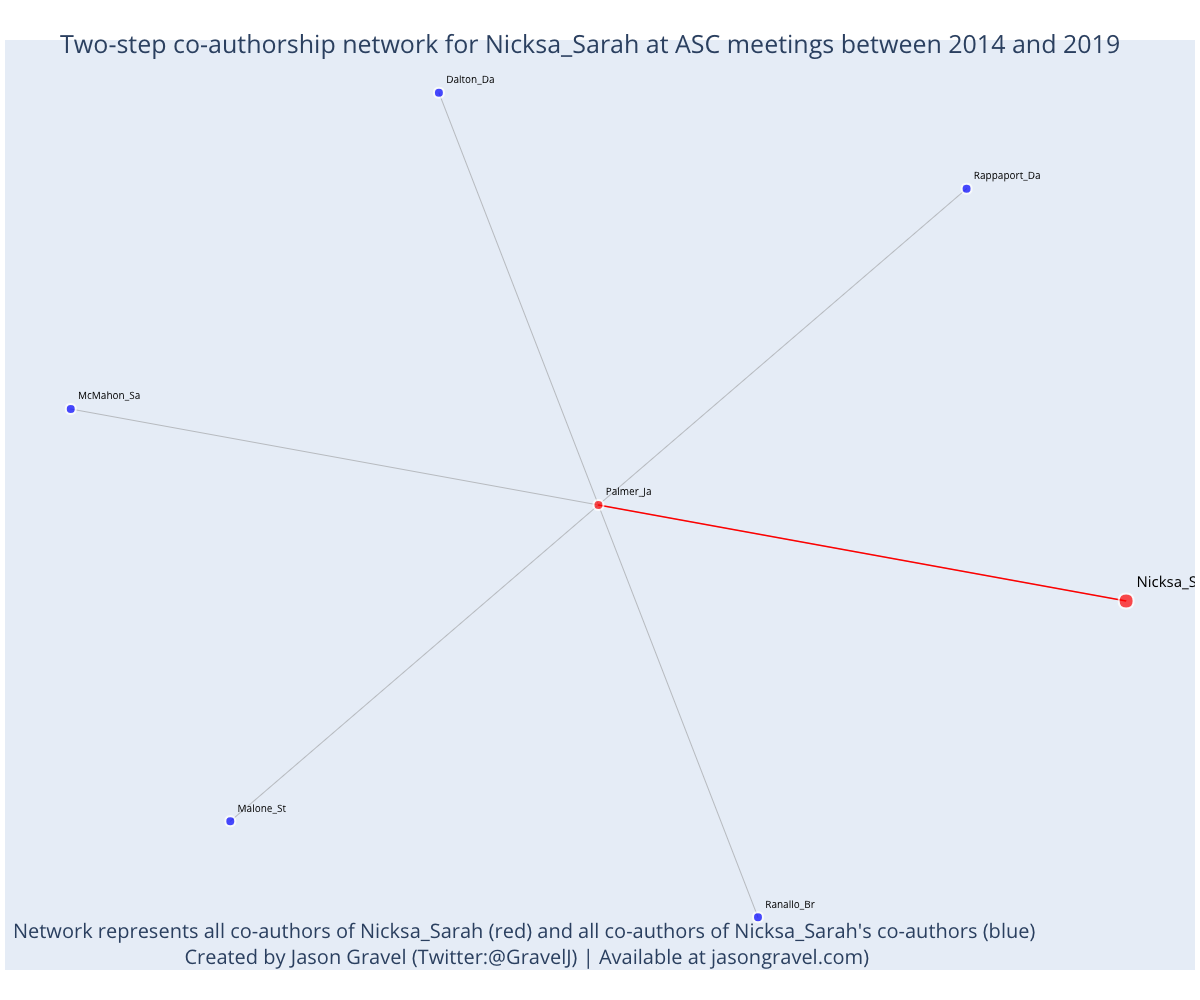 Two-step co-authorship network for Nicksa_Sarah at ASC meetings between 2014 and 2019
Dalton_Da
Rappaport_Da
McMahon_Sa
Palmer_Ja
Nicksa_S
Malone_St
Ranallo_Br
Network represents all co-authors of Nicksa_Sarah (red) and all co-authors of Nicksa_Sarah's co-authors (blue)
Created by Jason Gravel (Twitter:@GravelJ) | Available at jasongravel.com)